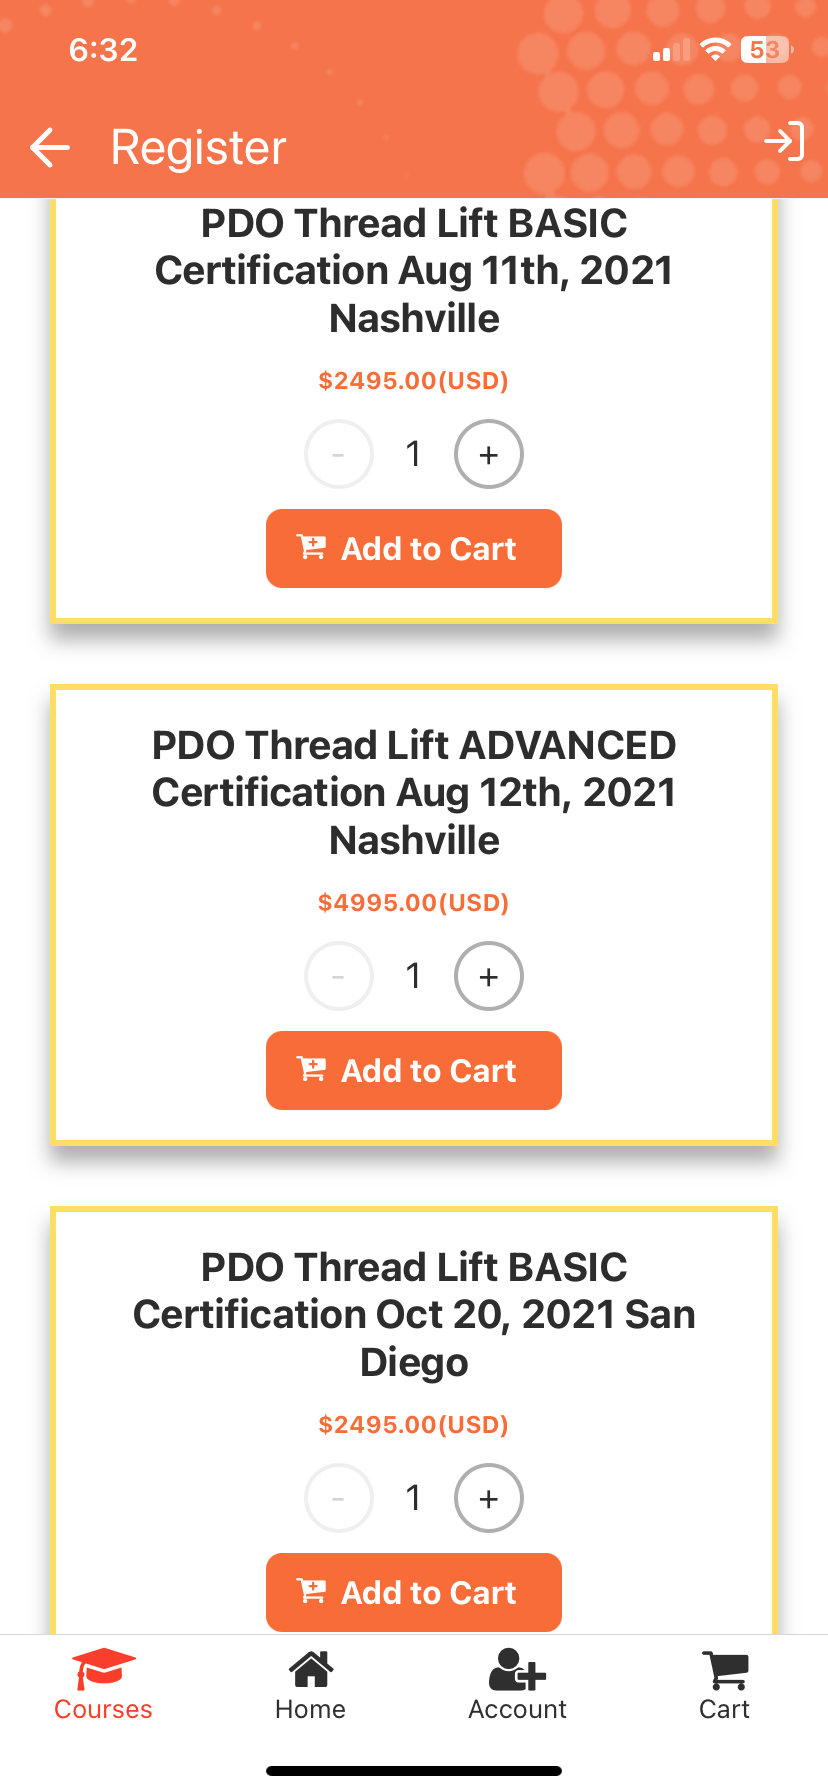 6:32
53
Register
PDO Thread Lift BASIC
Certification Aug 11th, 2021
Nashville
$2495.00(USD)
- 1 +
Add to Cart
PDO Thread Lift ADVANCED
Certification Aug 12th, 2021
Nashville
$4995.00(USD)
- 1 +
Add to Cart
PDO Thread Lift BASIC
Certification Oct 20, 2021 San
Diego
$2495.00(USD)
- 1 +
Add to Cart
Courses Home Account Cart